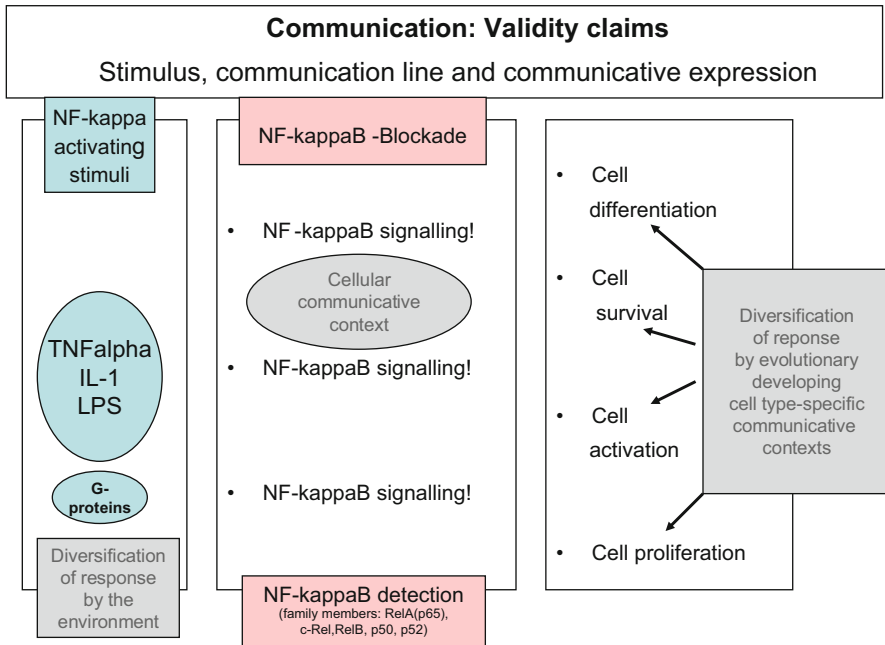 Communication: Validity claims
Stimulus, communication line and communicative expression
NF-kappa
activating
stimuli
TNFalpha
IL-1
LPS
G-
proteins
Diversification
of response
by the
environment
NF-kappaB -Blockade
• NF-kappaB signalling!
Cellular
communicative
context
• NF-kappaB signalling!
• NF-kappaB signalling!
NF-kappaB detection
(family members: RelA(p65),
c-Rel,RelB, p50, p52)
• Cell
differentiation
• Cell
survival
• Cell
activation
• Cell proliferation
Diversification
of reponse
by evolutionary
developing
cell type-specific
communicative
contexts